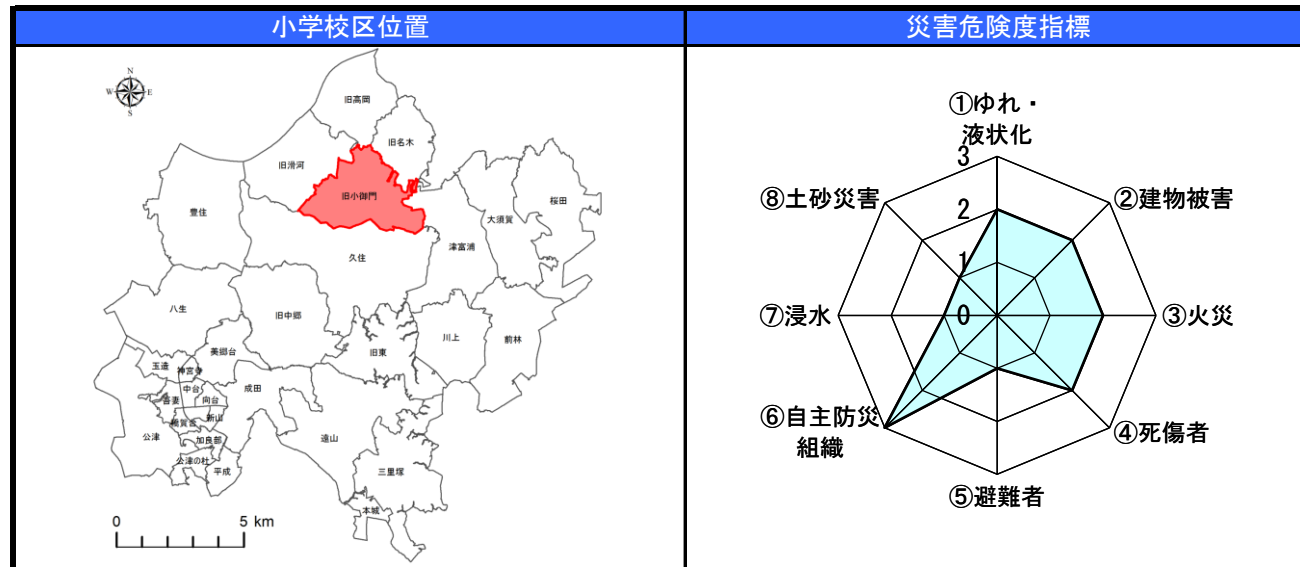 小学校区位置
災害危険度指標
N
W
E
S
旧高岡
旧名木
旧滑河
旧小御門
桜田
大須賀
豊住
津富浦
久住
八生
旧中郷
川上
前林
旧東
美郷台
玉造
神宮寺
成田
中台
吾妻
向台
新山
橋賀台
公津
加良部
遠山
公津の杜
平成
三里塚
本城
0
5 km
①ゆれ・
液状化
②建物被害
③火災
④死傷者
⑤避難者
⑥自主防災
組織
⑦浸水
⑧土砂災害
3
2
1
0